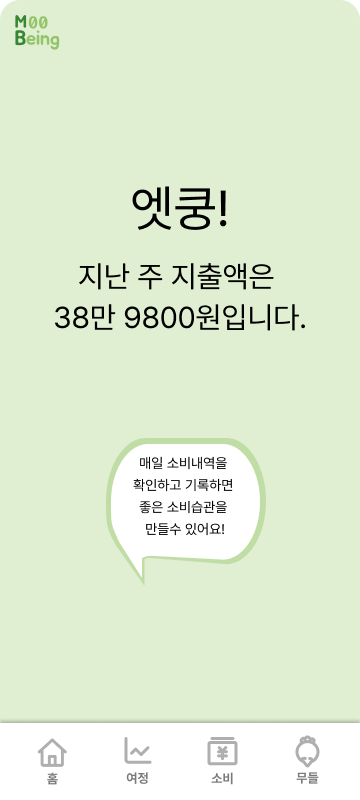 M00
Being
엣쿵!
지난 주 지출액은
38만 9800원입니다.
매일 소비내역을
확인하고 기록하면
좋은 소비습관을
만들수 있어요!
홈 여정 소비 무들